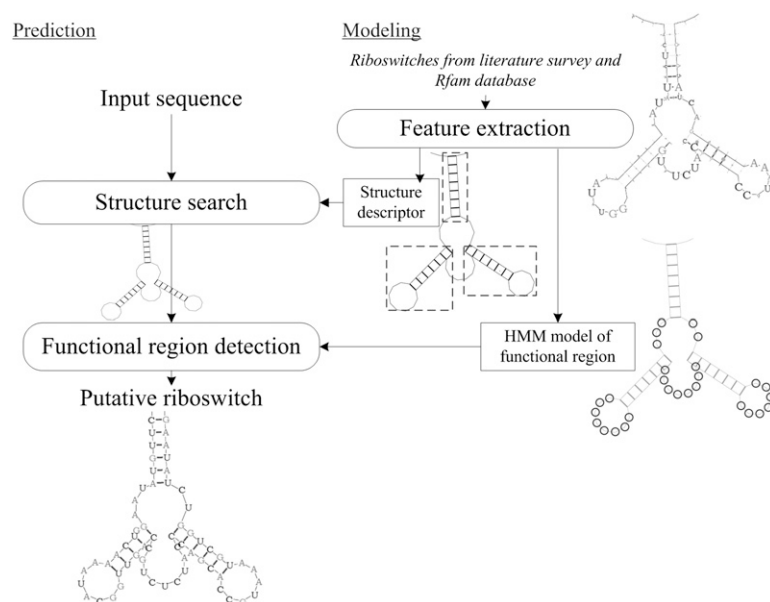 Prediction
Modeling
Riboswitches from literature survey and
Rfam database
Input sequence
Feature extraction
Structure
descriptor
Structure search
HMM model of
functional region
Functional region detection
Putative riboswitch